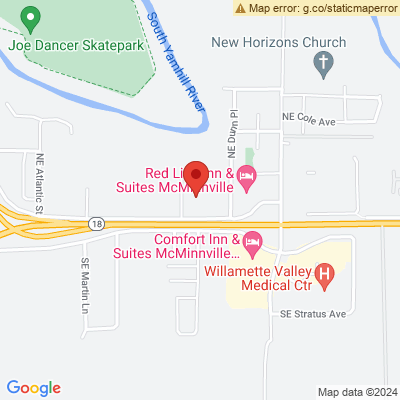 Map error: g.co/staticmaperror
Joe Dancer Skatepark
South Yamhill River
New Horizons Church
NE Cole Ave
NE Dunn Pl
NE Atlantic St
Red Li Inn &
Suites McMinnville
18
Comfort Inn &
Suites McMinnville...
Willamette Valley
Medical Ctr
H
SE Martin Ln
SE Stratus Ave
Google
Map data ©2024